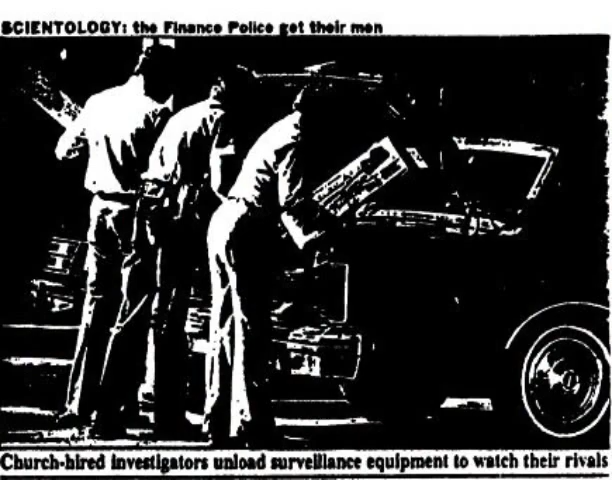 SCIENTOLOGY: the Finance Police get their men
Church-hired investigators unload surveillance equipment to watch their rivals